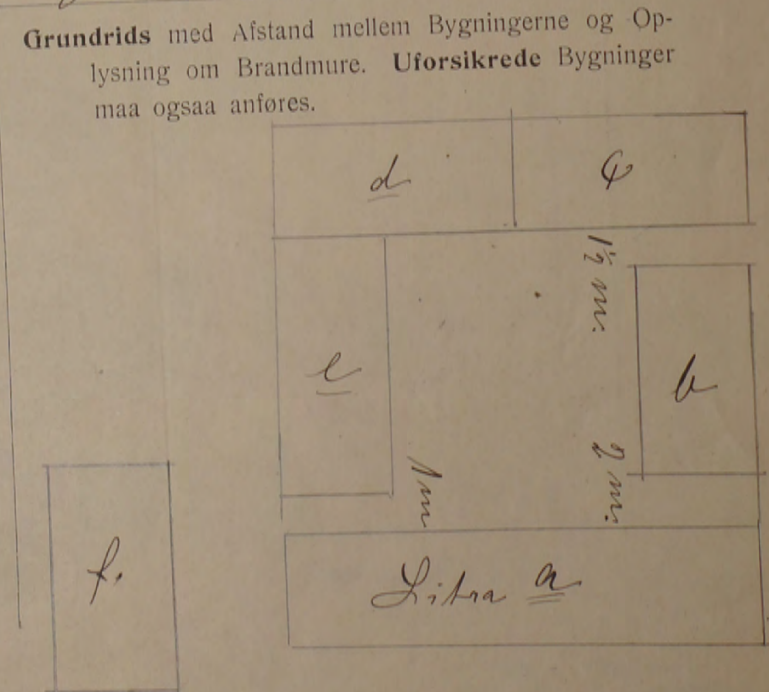 Grundrids med Afstand mellem Bygningerne og Op-
lysning om Brandmure. Uforsikrede Bygninger
maa ogsaa anføres.
d
c
1½ m.
e
b
1 m
2 m.
f.
Litra a